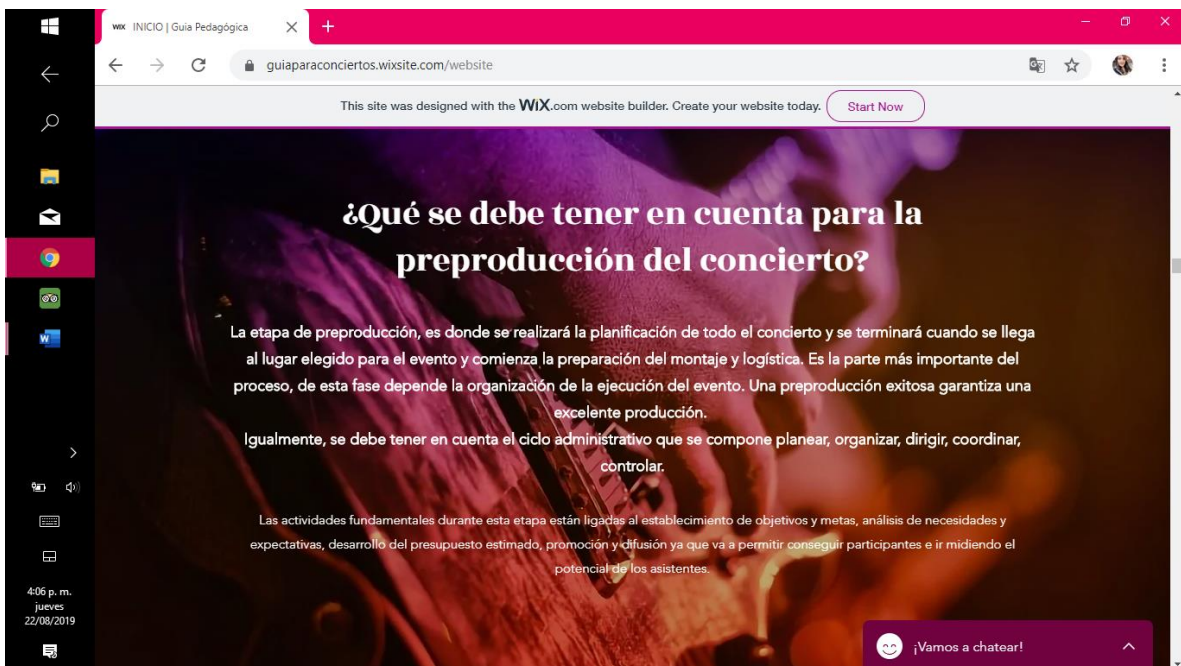 WIX INICIO | Guia Pedagógica
guiaparaconciertos.wixsite.com/website
This site was designed with the WiX.com website builder. Create your website today. Start Now
¿Qué se debe tener en cuenta para la
preproducción del concierto?
La etapa de preproducción, es donde se realizará la planificación de todo el concierto y se terminará cuando se llega
al lugar elegido para el evento y comienza la preparación del montaje y logística. Es la parte más importante del
proceso, de esta fase depende la organización de la ejecución del evento. Una preproducción exitosa garantiza una
excelente producción.
Igualmente, se debe tener en cuenta el ciclo administrativo que se compone planear, organizar, dirigir, coordinar,
controlar.
Las actividades fundamentales durante esta etapa están ligadas al establecimiento de objetivos y metas, análisis de necesidades y
expectativas, desarrollo del presupuesto estimado, promoción y difusión ya que va a permitir conseguir participantes e ir midiendo el
potencial de los asistentes.
4:06 p. m.
jueves
22/08/2019
¡Vamos a chatear!